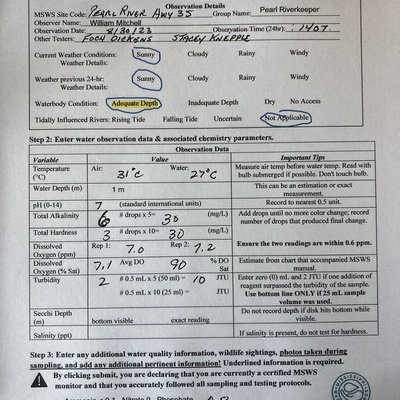 Observation Details
MSWS Site Code: PEARL RIVER HWY 35 Group Name: Pearl Riverkeeper
Observer Name: William Mitchell
Observation Date: 8/30/23 Observation Time (24hr): 1407
Other Testers: FOCH DICKENS STACEY KNEPPLE
Current Weather Conditions: Sunny Cloudy Rainy Windy
Weather Details:
Weather previous 24-hr: Sunny Cloudy Rainy Windy
Weather Details:
Waterbody Condition: Adequate Depth Inadequate Depth Dry No Access
Tidally Influenced Rivers: Rising Tide Falling Tide Uncertain Not Applicable
Step 2: Enter water observation data & associated chemistry parameters.
Observation Data
Variable Value Important Tips
Temperature (°C) Air: 31°C Water: 27°C Measure air temp before water temp. Read with bulb submerged if possible. Don't touch bulb.
Water Depth (m) 1 m This can be an estimation or exact measurement.
pH (0-14) 7 (standard international units) Record to nearest 0.5 unit.
Total Alkalinity 6 # drops x 5= 30 (mg/L) Add drops until no more color change; record number of drops that produced final change.
Total Hardness 3 # drops x 10= 30 (mg/L)
Dissolved Oxygen (ppm) Rep 1: 7.0 Rep 2: 7.2 Ensure the two readings are within 0.6 ppm.
Dissolved Oxygen (% Sat) 7.1 Avg DO 90 % DO Sat Estimate from chart that accompanied MSWS manual.
Turbidity 2 # 0.5 mL x 5 (50 ml) = 10 JTU Enter zero (0) mL and 2 JTU if one addition of reagent surpassed the turbidity of the sample.
# 0.5 mL x 10 (25 ml) = JTU Use bottom line ONLY if 25 mL sample volume was used.
Secchi Depth (m) bottom visible exact reading Do not record depth if disk hits bottom while visible.
Salinity (ppt) If salinity is present, do not test for hardness.
Step 3: Enter any additional water quality information, wildlife sightings, photos taken during
sampling, and add any additional pertinent information! Underlined information is required.
By clicking submit, you are declaring that you are currently a certified MSWS
monitor and that you accurately followed all sampling and testing protocols.